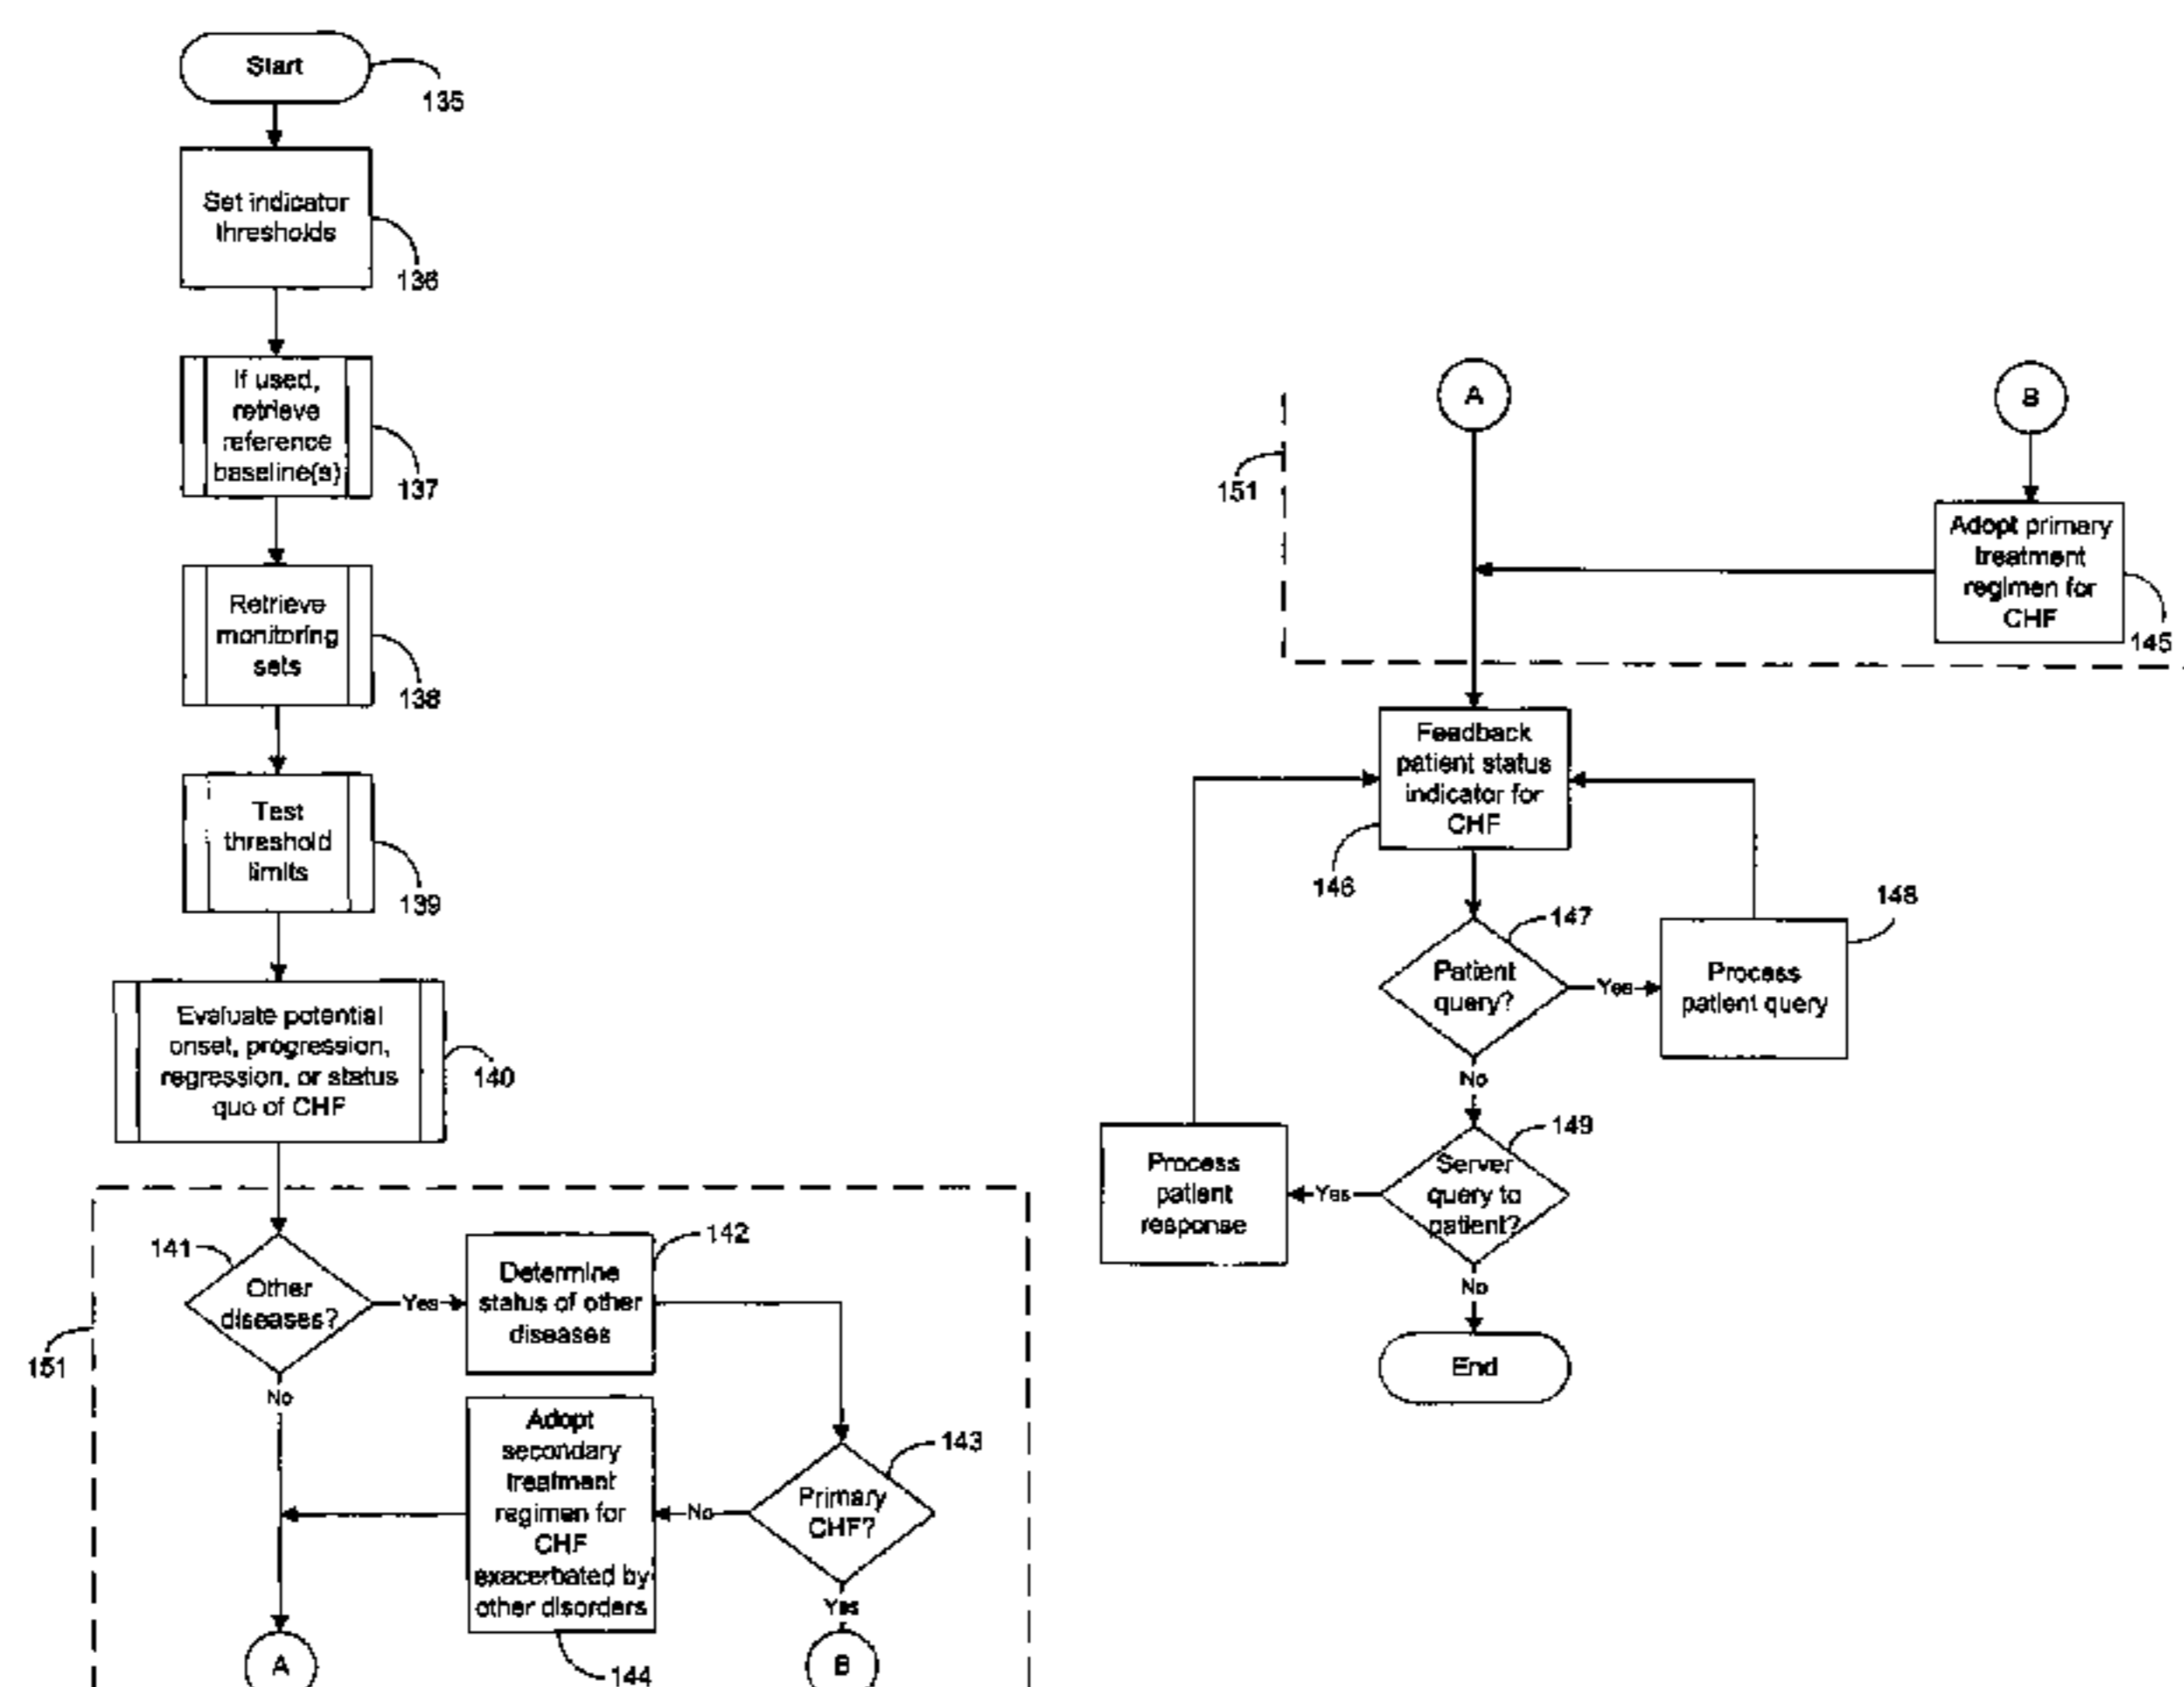 Start
135
Set indicator
thresholds
136
If used,
retrieve
reference
baseline(s)
137
Retrieve
monitoring
sets
138
Test
threshold
limits
139
Evaluate potential
onset, progression,
regression, or status
quo of CHF
140
141
Other
diseases?
Yes
No
142
Determine
status of other
diseases
151
143
Primary
CHF?
No
Yes
Adopt
secondary
treatment
regimen for
CHF
exacerbated by
other disorders
144
A
B
A
B
151
Adopt primary
treatment
regimen for
CHF
145
Feedback
patient status
indicator for
CHF
146
147
Patient
query?
Yes
No
148
Process
patient query
149
Server
query to
patient?
Yes
No
Process
patient
response
End